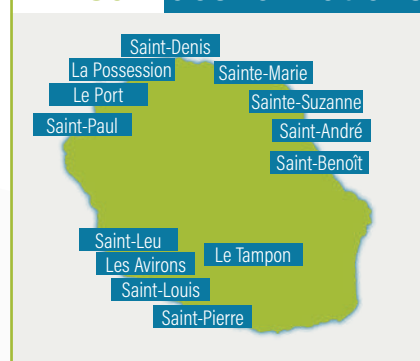 Saint-Denis
La Possession
Sainte-Marie
Le Port
Sainte-Suzanne
Saint-Paul
Saint-André
Saint-Benoît
Saint-Leu
Le Tampon
Les Avirons
Saint-Louis
Saint-Pierre